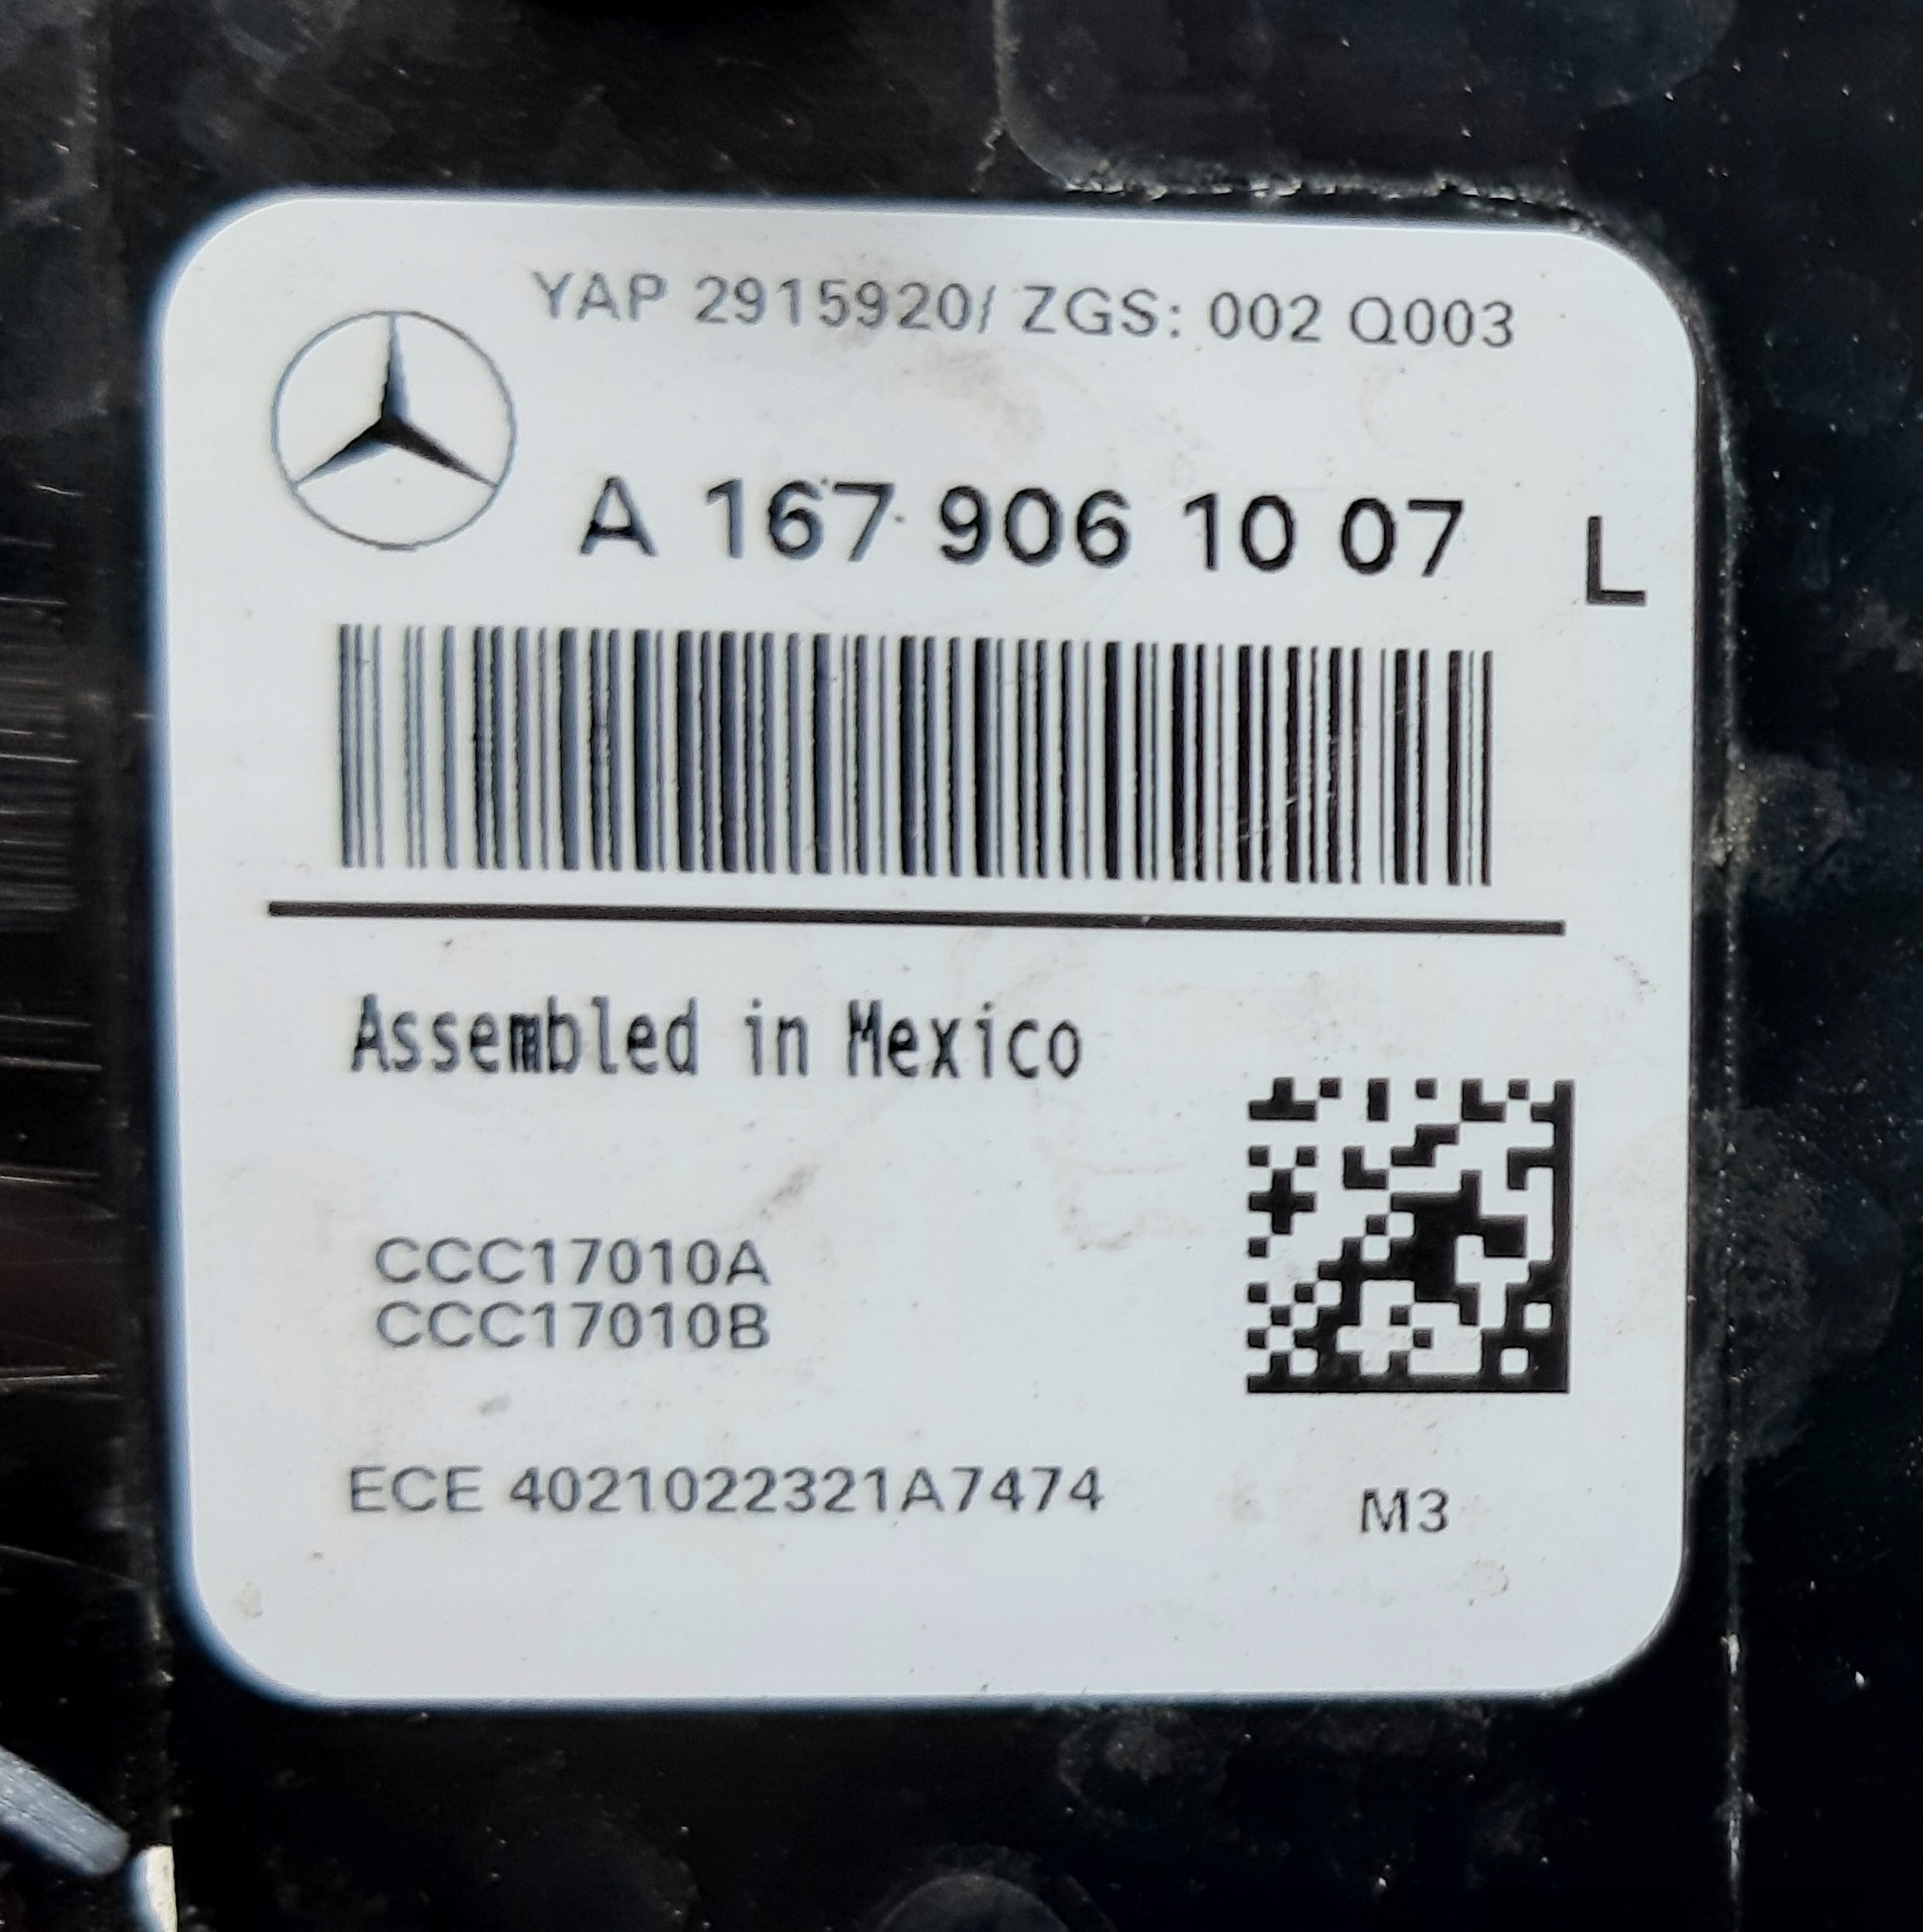 YAP 2915920/ ZGS: 002 Q003
A 167 906 10 07 L
Assembled in Mexico
CCC17010A
CCC17010B
ECE 4021022321A7474
M3